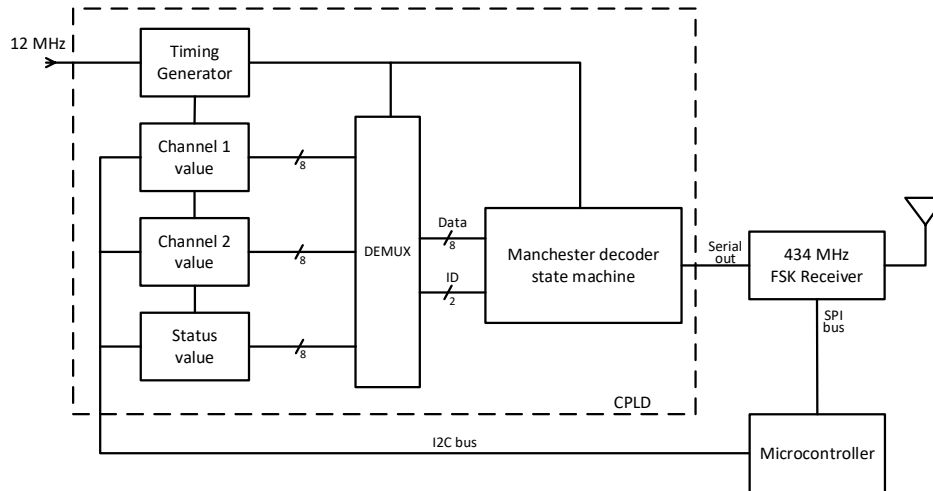 12 MHz
Timing
Generator
Channel 1
value
8
Channel 2
value
8
Status
value
8
DEMUX
Data
8
ID
2
Manchester decoder
state machine
Serial
out
434 MHz
FSK Receiver
SPI
bus
CPLD
I2C bus
Microcontroller